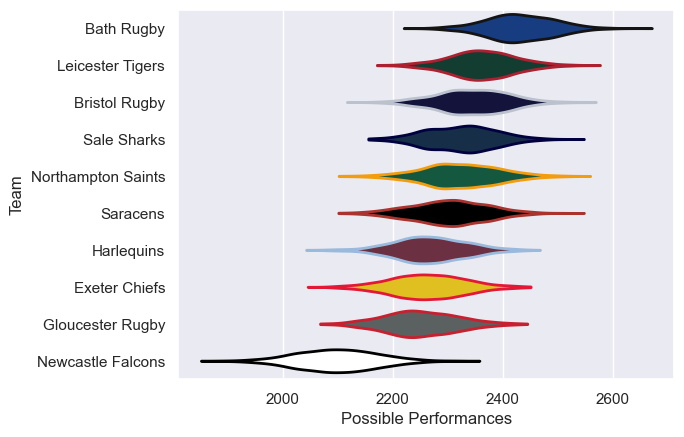 Bath Rugby
Leicester Tigers
Bristol Rugby
Sale Sharks
Northampton Saints
Saracens
Harlequins
Exeter Chiefs
Gloucester Rugby
Newcastle Falcons
Team
2000 2200 2400 2600
Possible Performances